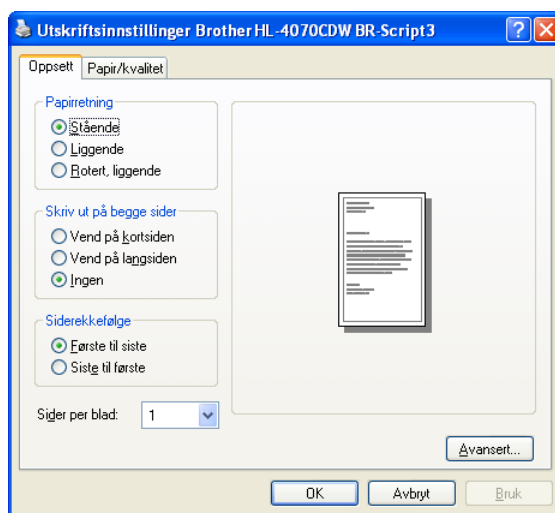 Utskriftsinnstillinger Brother HL-4070CDW BR-Script3
Oppsett Papir/kvalitet
Papirretning
Stående
Liggende
Rotert, liggende
Skriv ut på begge sider
Vend på kortsiden
Vend på langsiden
Ingen
Siderekkefølge
Første til siste
Siste til første
Sider per blad: 1
Avansert...
OK Avbryt Bruk